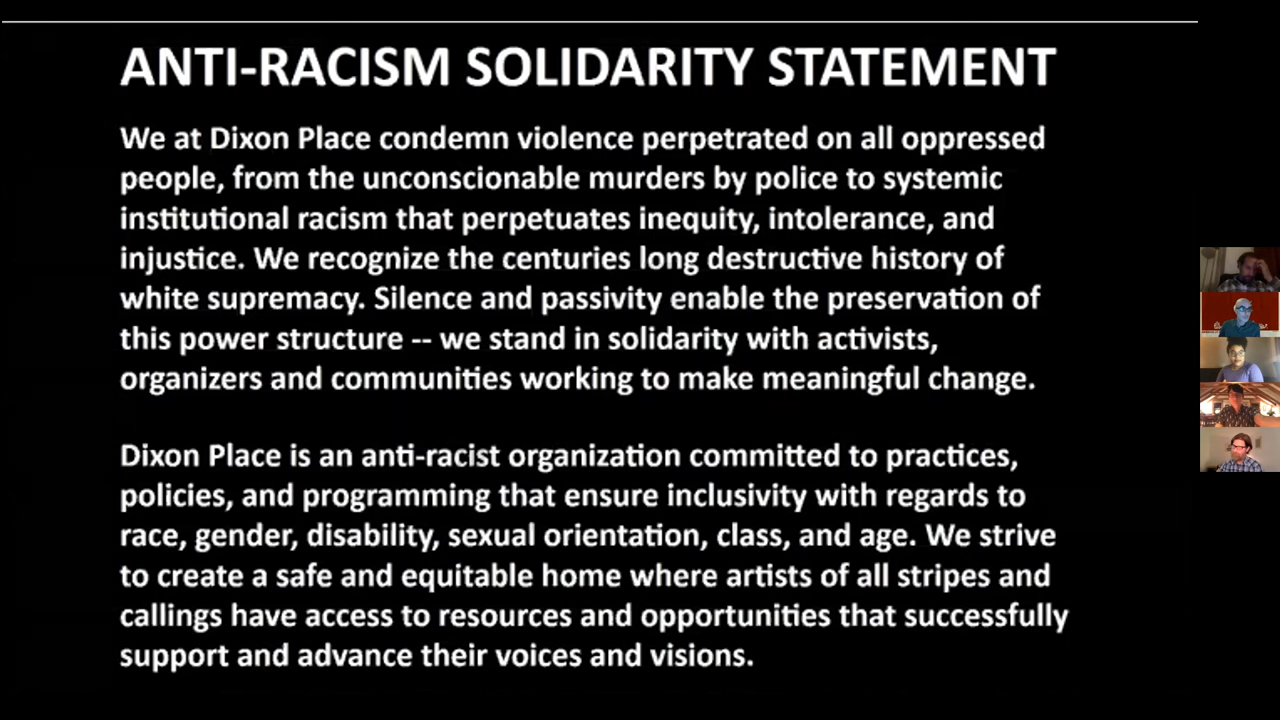 ANTI-RACISM SOLIDARITY STATEMENT
We at Dixon Place condemn violence perpetrated on all oppressed
people, from the unconscionable murders by police to systemic
institutional racism that perpetuates inequity, intolerance, and
injustice. We recognize the centuries long destructive history of
white supremacy. Silence and passivity enable the preservation of
this power structure -- we stand in solidarity with activists,
organizers and communities working to make meaningful change.
Dixon Place is an anti-racist organization committed to practices,
policies, and programming that ensure inclusivity with regards to
race, gender, disability, sexual orientation, class, and age. We strive
to create a safe and equitable home where artists of all stripes and
callings have access to resources and opportunities that successfully
support and advance their voices and visions.